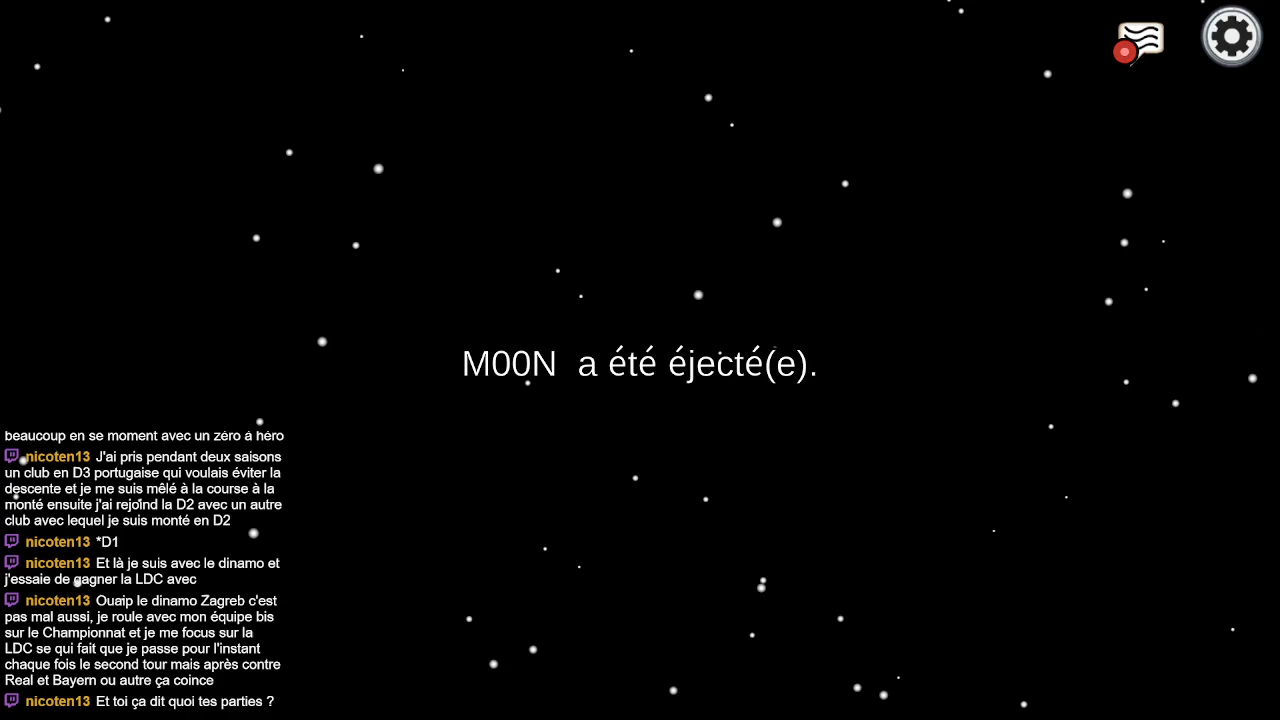 M00N a été éjecté(e).
beaucoup en se moment avec un zéro à héro
nicoten13 J'ai pris pendant deux saisons
un club en D3 portugaise qui voulais éviter la
descente et je me suis mêlé à la course à la
monté ensuite j'ai rejoind la D2 avec un autre
club avec lequel je suis monté en D2
nicoten13 *D1
nicoten13 Et là je suis avec le dinamo et
j'essaie de gagner la LDC avec
nicoten13 Ouaip le dinamo Zagreb c'est
pas mal aussi, je roule avec mon équipe bis
sur le Championnat et je me focus sur la
LDC se qui fait que je passe pour l'instant
chaque fois le second tour mais après contre
Real et Bayern ou autre ça coince
nicoten13 Et toi ça dit quoi tes parties ?